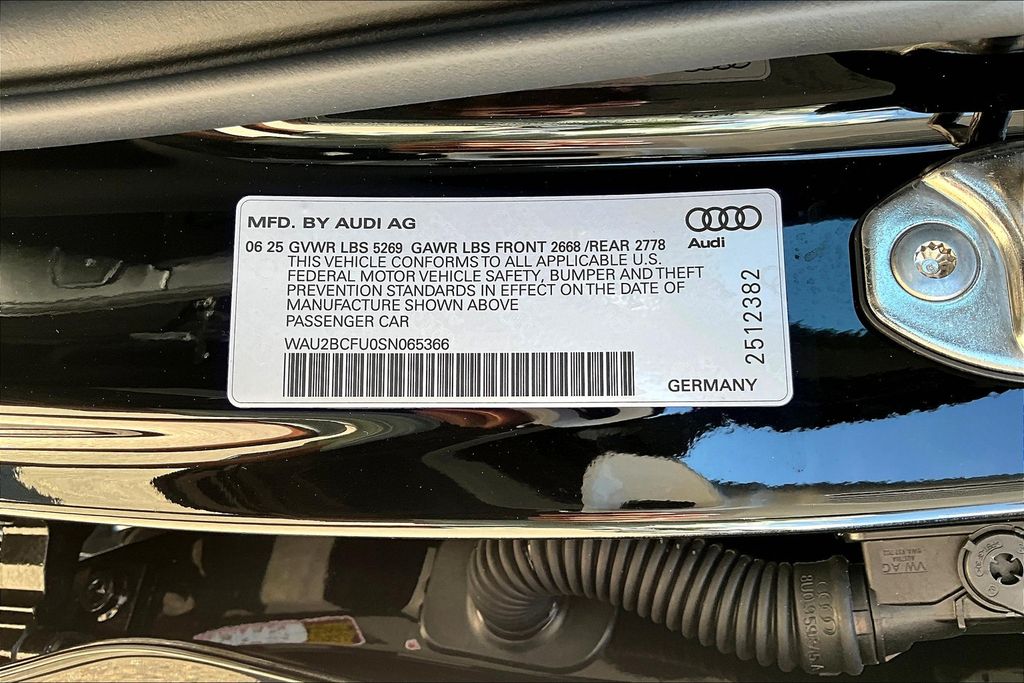 MFD. BY AUDI AG
Audi
06 25 GVWR LBS 5269 GAWR LBS FRONT 2668 /REAR 2778
THIS VEHICLE CONFORMS TO ALL APPLICABLE U.S.
FEDERAL MOTOR VEHICLE SAFETY, BUMPER AND THEFT
PREVENTION STANDARDS IN EFFECT ON THE DATE OF
MANUFACTURE SHOWN ABOVE
PASSENGER CAR
WAU2BCFU0SN065366
2512382
GERMANY
VW AG